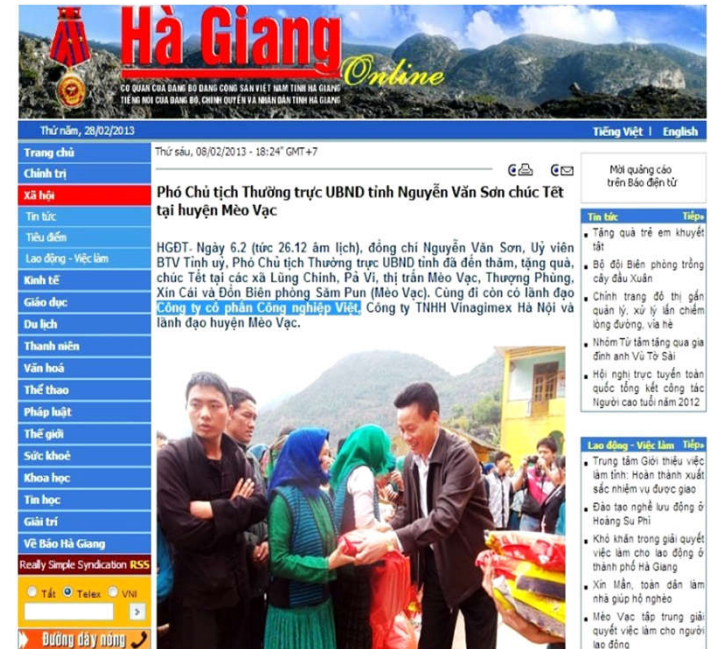 Hà Giang
Online
CƠ QUAN CỦA ĐẢNG BỘ ĐẢNG CỘNG SẢN VIỆT NAM TỈNH HÀ GIANG
TIẾNG NÓI CỦA ĐẢNG BỘ, CHÍNH QUYỀN VÀ NHÂN DÂN TỈNH HÀ GIANG
Thứ năm, 28/02/2013
Tiếng Việt | English
Trang chủ
Chính trị
Xã hội
Tin tức
Tiêu điểm
Lao động - Việc làm
Kinh tế
Giáo dục
Du lịch
Thanh niên
Văn hoá
Thể thao
Pháp luật
Thế giới
Sức khoẻ
Khoa học
Tin học
Giải trí
Về Báo Hà Giang
Really Simple Syndication RSS
Tắt Telex VNI
Đường dây nóng
Thứ sáu, 08/02/2013 - 18:24" GMT+7
Phó Chủ tịch Thường trực UBND tỉnh Nguyễn Văn Sơn chúc Tết
tại huyện Mèo Vạc
HGĐT- Ngày 6.2 (tức 26.12 âm lịch), đồng chí Nguyễn Văn Sơn, Uỷ viên
BTV Tỉnh uỷ, Phó Chủ tịch Thường trực UBND tỉnh đã đến thăm, tặng quà,
chúc Tết tại các xã Lũng Chinh, Pả Vi, thị trấn Mèo Vạc, Thượng Phùng,
Xín Cái và Đồn Biên phòng Săm Pun (Mèo Vạc). Cùng đi còn có lãnh đạo
Công ty cổ phần Công nghiệp Việt, Công ty TNHH Vinagimex Hà Nội và
lãnh đạo huyện Mèo Vạc.
Mời quảng cáo
trên Báo điện tử
Tin tức Tiếp»
Tặng quà trẻ em khuyết
tật
Bộ đội Biên phòng trồng
cây đầu Xuân
Chỉnh trang đô thị gắn
quản lý, xử lý lấn chiếm
lòng đường, vỉa hè
Nhóm Từ tâm tặng qua gia
đình anh Vù Tờ Sài
Hội nghị trực tuyến toàn
quốc tổng kết công tác
Người cao tuổi năm 2012
Lao động - Việc làm Tiếp»
Trung tâm Giới thiệu việc
làm tỉnh: Hoàn thành xuất
sắc nhiệm vụ được giao
Đào tạo nghề lưu động ở
Hoàng Su Phì
Khó khăn trong giải quyết
việc làm cho lao động ở
thành phố Hà Giang
Xín Mần, toàn dân làm
nhà giúp hộ nghèo
Mèo Vạc tập trung giải
quyết việc làm cho người
lao động